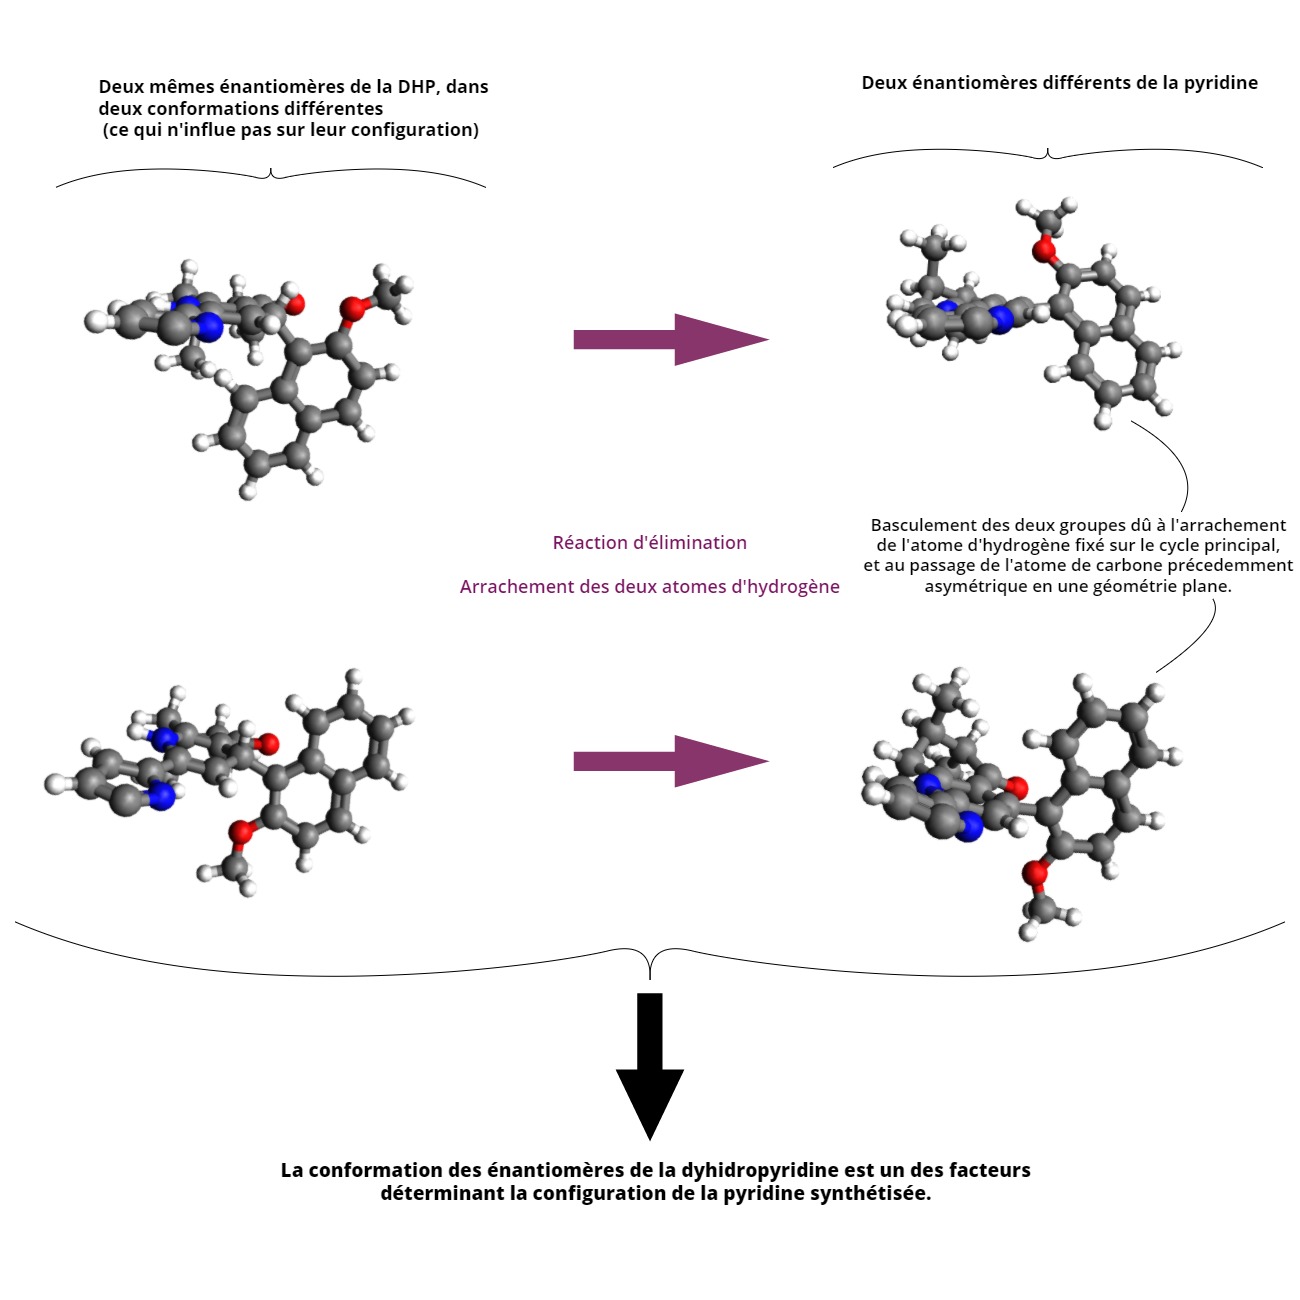 Deux mêmes énantiomères de la DHP, dans
deux conformations différentes
(ce qui n'influe pas sur leur configuration)
Deux énantiomères différents de la pyridine
Réaction d'élimination
Arrachement des deux atomes d'hydrogène
Basculement des deux groupes dû à l'arrachement
de l'atome d'hydrogène fixé sur le cycle principal,
et au passage de l'atome de carbone précedemment
asymétrique en une géométrie plane.
La conformation des énantiomères de la dyhidropyridine est un des facteurs
déterminant la configuration de la pyridine synthétisée.